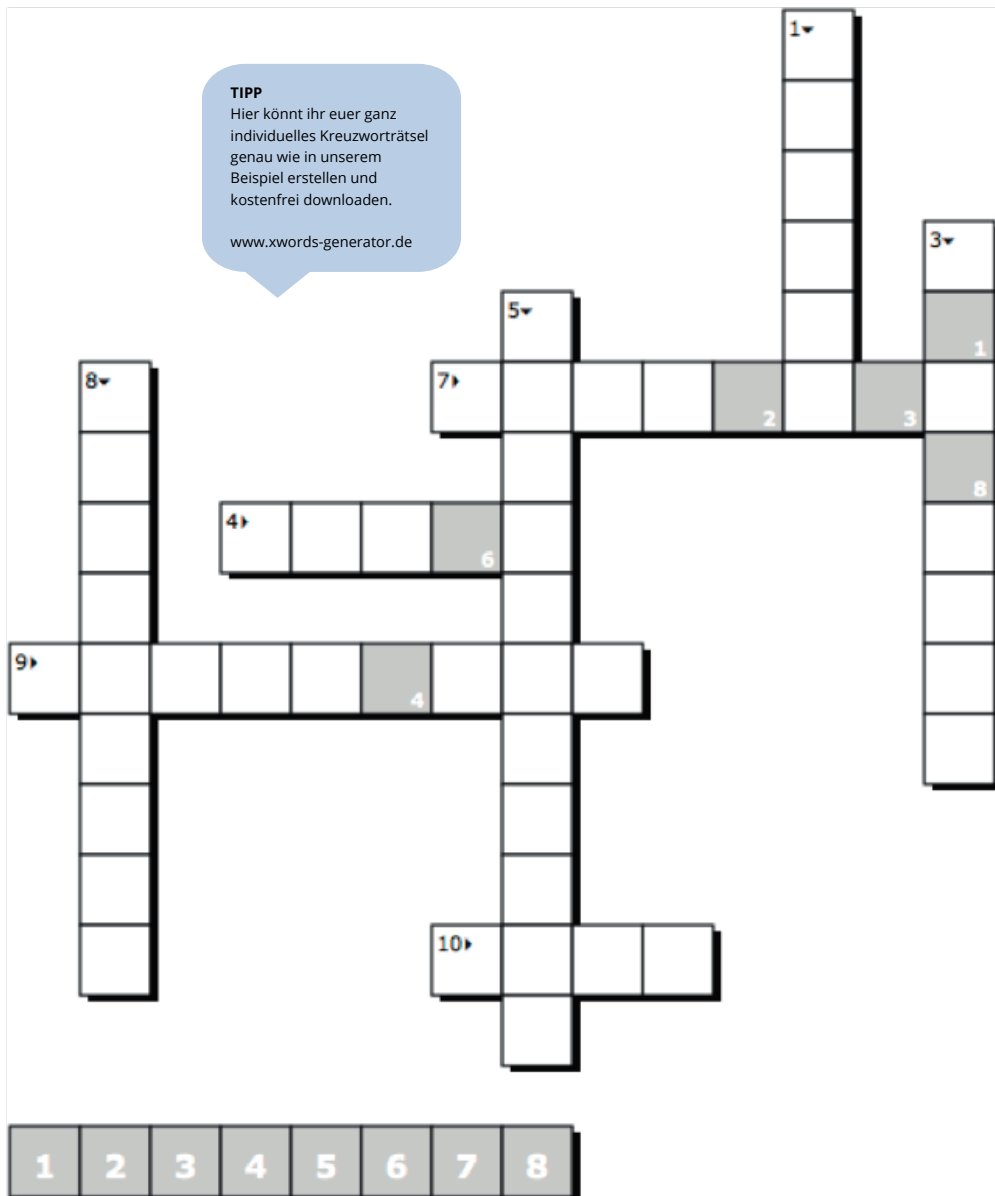 1
TIPP
Hier könnt ihr euer ganz
individuelles Kreuzworträtsel
genau wie in unserem
Beispiel erstellen und
kostenfrei downloaden.
www.xwords-generator.de
3
5
1
8
7
2
3
8
4
6
9
4
10
1 2 3 4 5 6 7 8